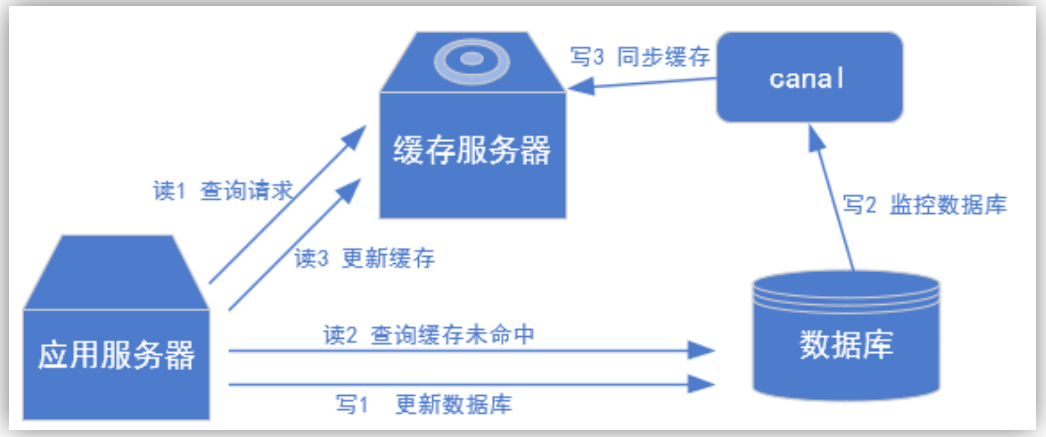 写3 同步缓存
canal
缓存服务器
读1 查询请求
写2 监控数据库
读3 更新缓存
读2 查询缓存未命中
数据库
应用服务器
写1 更新数据库